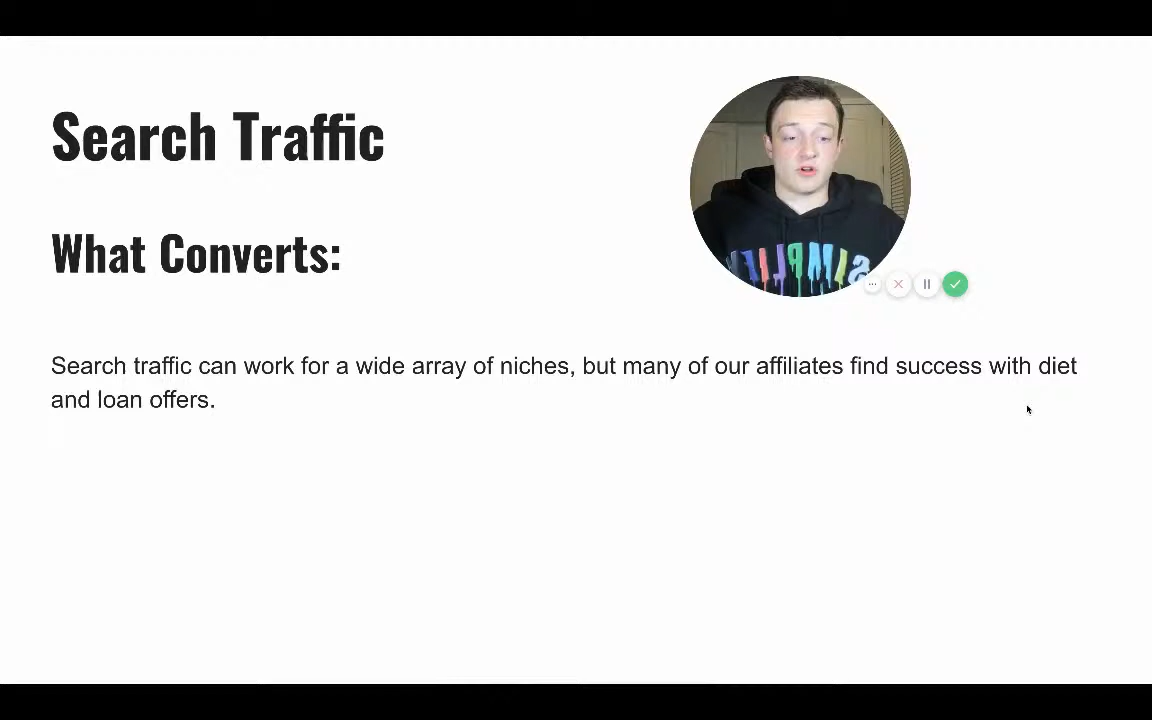 Search Traffic
What Converts:
Search traffic can work for a wide array of niches, but many of our affiliates find success with diet
and loan offers.